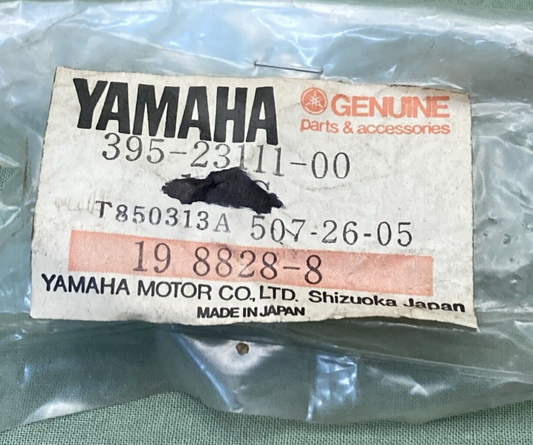 YAMAHA
GENUINE
parts & accessories
395-23111-00
T850313A 507-26-05
19 8828-8
YAMAHA MOTOR CO., LTD. Shizuoka Japan
MADE IN JAPAN